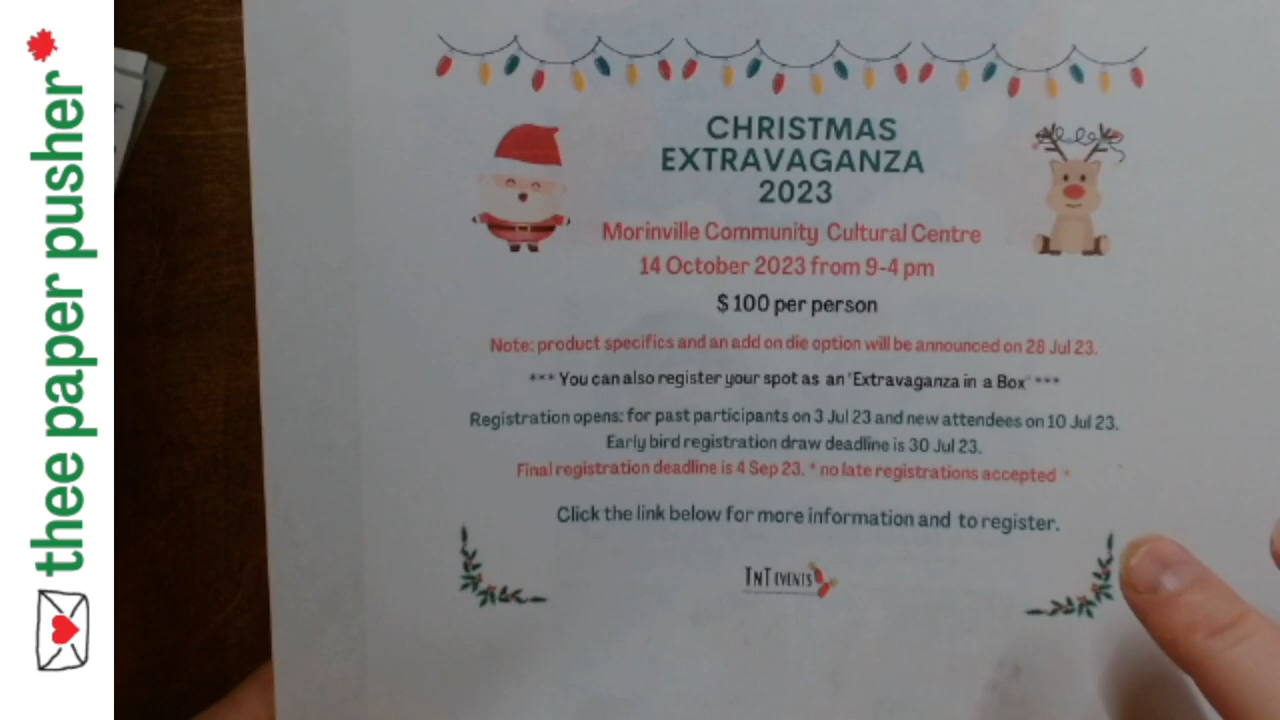 thee paper pusher
CHRISTMAS
EXTRAVAGANZA
2023
Morinville Community Cultural Centre
14 October 2023 from 9-4 pm
$100 per person
Note: product specifics and an add on die option will be announced on 28 Jul 23.
*** You can also register your spot as an "Extravaganza in a Box" ***
Registration opens: for past participants on 3 Jul 23 and new attendees on 10 Jul 23.
Early bird registration draw deadline is 30 Jul 23.
Final registration deadline is 4 Sep 23. * no late registrations accepted *
Click the link below for more information and to register.
TNT EVENTS